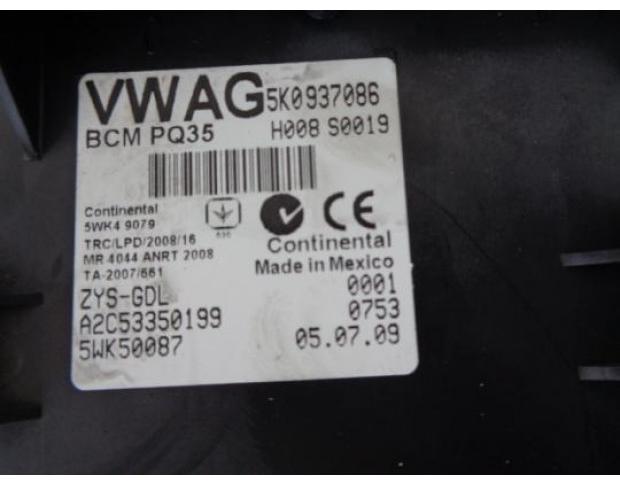 VWAG 5K0937086
BCM PQ35 H008 S0019
Continental
5WK4 9079
TRC/LPD/2008/16
MR 4044 ANRT 2008
TA-2007/661
Continental
Made in Mexico
ZYS-GDL 0001
A2C53350199 0753
5WK50087 05.07.09
CE